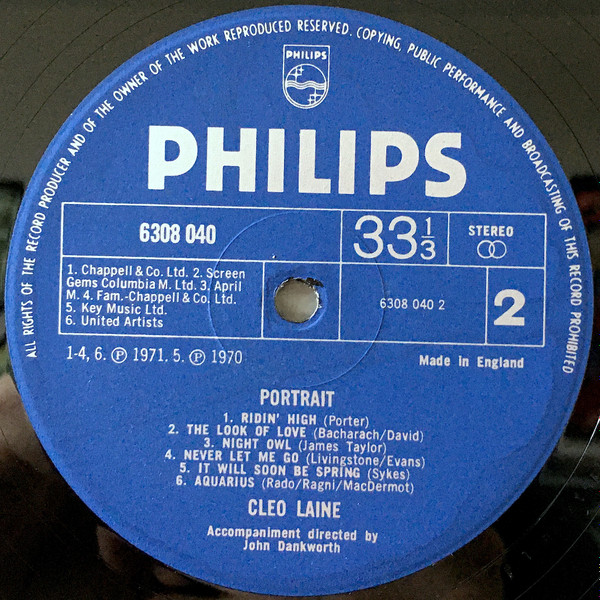 ALL RIGHTS OF THE RECORD PRODUCER AND OF THE OWNER OF THE WORK REPRODUCED RESERVED. COPYING, PUBLIC PERFORMANCE AND BROADCASTING OF THIS RECORD PROHIBITED
PHILIPS
PHILIPS
6308 040
33 1/3
STEREO
1. Chappell & Co. Ltd. 2. Screen
Gems Columbia M. Ltd. 3. April
M. 4. Fam.-Chappell & Co. Ltd.
5. Key Music Ltd.
6. United Artists
6308 040 2
2
1-4, 6. Ⓟ 1971. 5. Ⓟ 1970
Made in England
PORTRAIT
1. RIDIN' HIGH (Porter)
2. THE LOOK OF LOVE (Bacharach/David)
3. NIGHT OWL (James Taylor)
4. NEVER LET ME GO (Livingstone/Evans)
5. IT WILL SOON BE SPRING (Sykes)
6. AQUARIUS (Rado/Ragni/MacDermot)
CLEO LAINE
Accompaniment directed by
John Dankworth